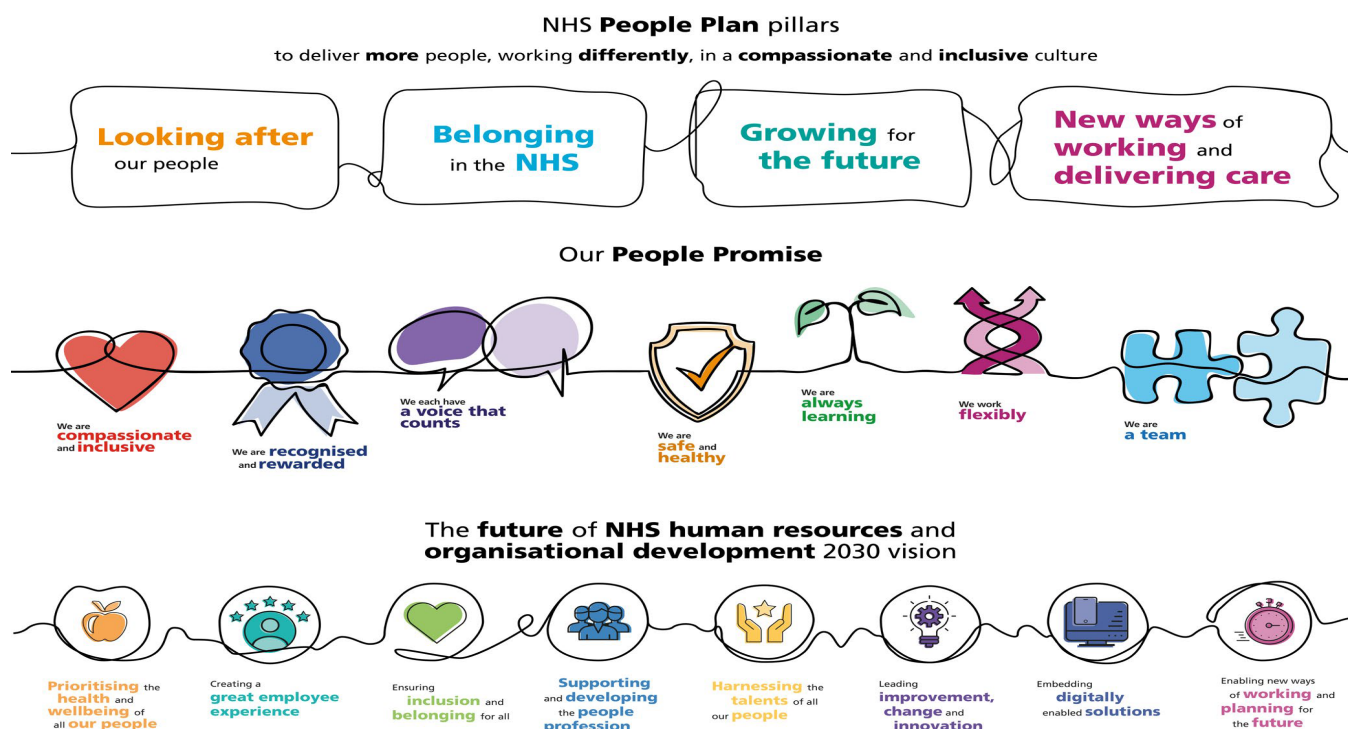 NHS People Plan pillars
to deliver more people, working differently, in a compassionate and inclusive culture
Looking after
our people
Belonging
in the NHS
Growing for
the future
New ways of
working and
delivering care
Our People Promise
We are
compassionate
and inclusive
We are recognised
and rewarded
We each have
a voice that
counts
We are
safe and
healthy
We are
always
learning
We work
flexibly
We are
a team
The future of NHS human resources and
organisational development 2030 vision
Prioritising the
health and
wellbeing of
all our people
Creating a
great employee
experience
Ensuring
inclusion and
belonging for all
Supporting
and developing
the people
profession
Harnessing the
talents of all
our people
Leading
improvement,
change and
innovation
Embedding
digitally
enabled solutions
Enabling new ways
of working and
planning for
the future